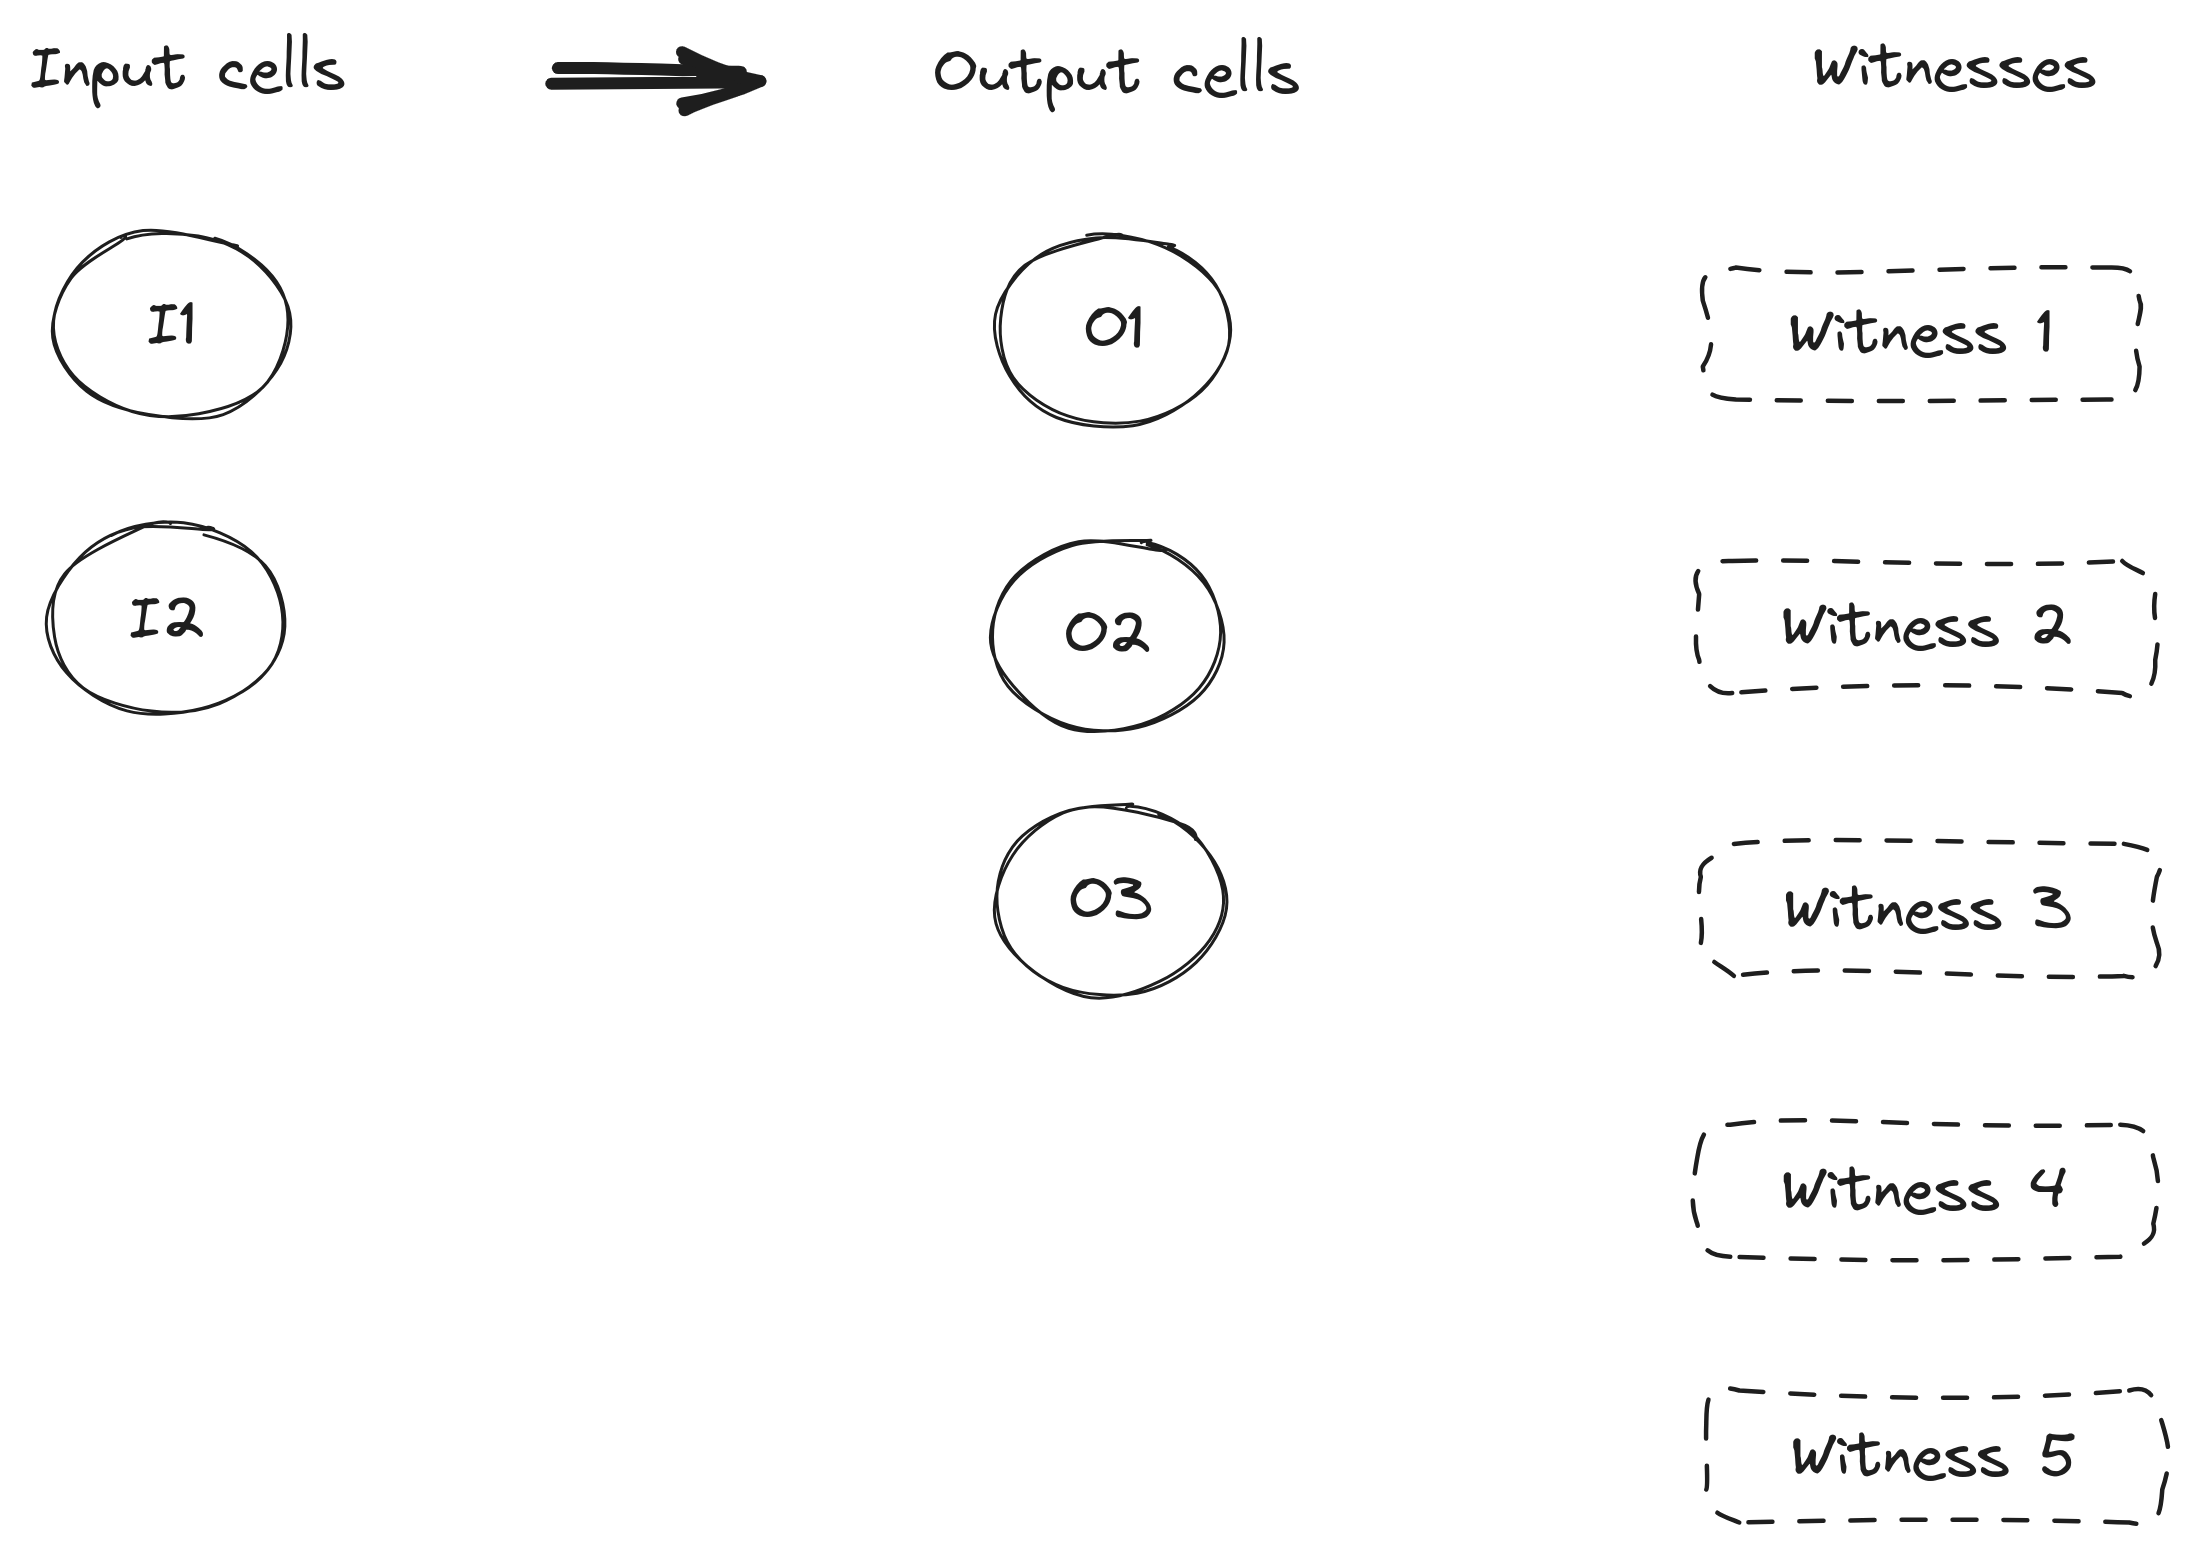 Input cells
Output cells
Witnesses
I1
O1
Witness 1
I2
O2
Witness 2
O3
Witness 3
Witness 4
Witness 5